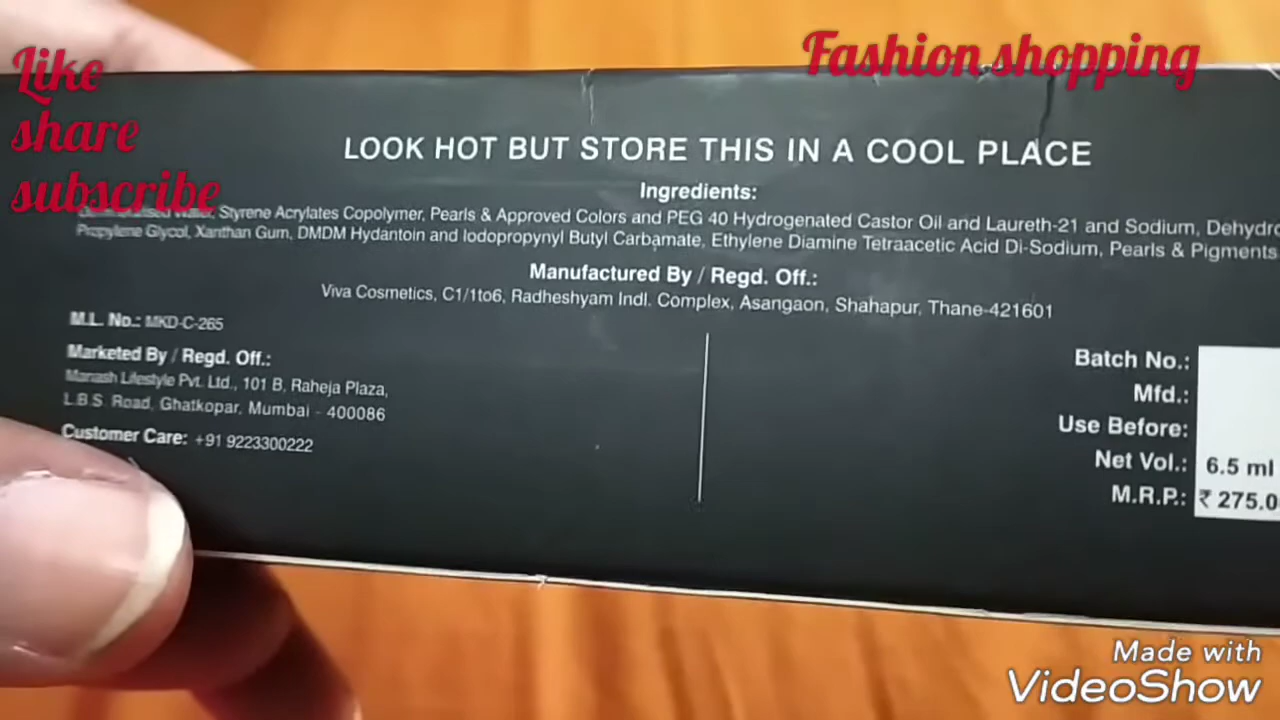 Like
share
subscribe
Fashion shopping
LOOK HOT BUT STORE THIS IN A COOL PLACE
Ingredients:
Styrene Acrylates Copolymer, Pearls & Approved Colors and PEG 40 Hydrogenated Castor Oil and Laureth-21 and Sodium, Dehydro
Propylene Glycol, Xanthan Gum, DMDM Hydantoin and Iodopropynyl Butyl Carbamate, Ethylene Diamine Tetraacetic Acid Di-Sodium, Pearls & Pigments
Manufactured By / Regd. Off.:
Viva Cosmetics, C1/1to6, Radheshyam Indl. Complex, Asangaon, Shahapur, Thane-421601
M.L. No.: MKD-C-265
Marketed By / Regd. Off.:
Manash Lifestyle Pvt. Ltd., 101 B, Raheja Plaza,
L.B.S. Road, Ghatkopar, Mumbai - 400086
Customer Care: +91 9223300222
Batch No.:
Mfd.:
Use Before:
Net Vol.: 6.5 ml
M.R.P.: ₹ 275.0
Made with
VideoShow